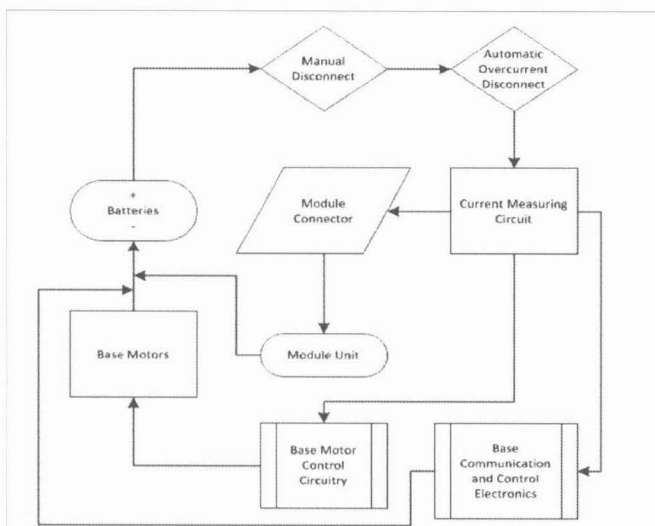 Manual
Disconnect
Automatic
Overcurrent
Disconnect
+
Batteries
-
Module
Connector
Current Measuring
Circuit
Base Motors
Module Unit
Base Motor
Control
Circuitry
Base
Communication
and Control
Electronics